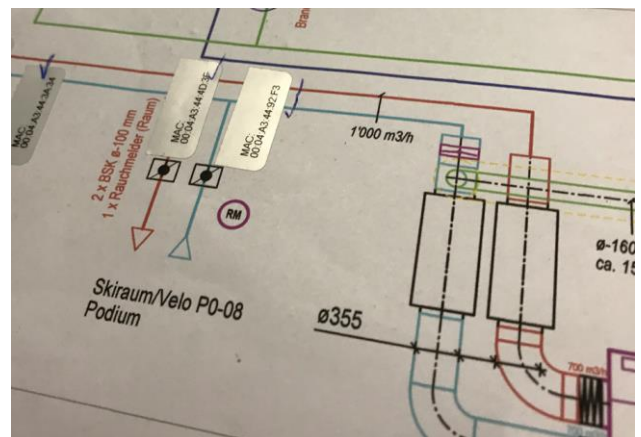 Bran
MAC:
00:04:A3:44:3A:34
MAC:
00:04:A3:44:4D:3F
MAC:
00:04:A3:44:92:F3
1'000 m3/h
2 x BSK ø-100 mm
1 x Rauchmelder (Raum)
RM
ø-160
ca. 15
Skiraum/Velo P0-08
Podium
ø355
700 m3/h